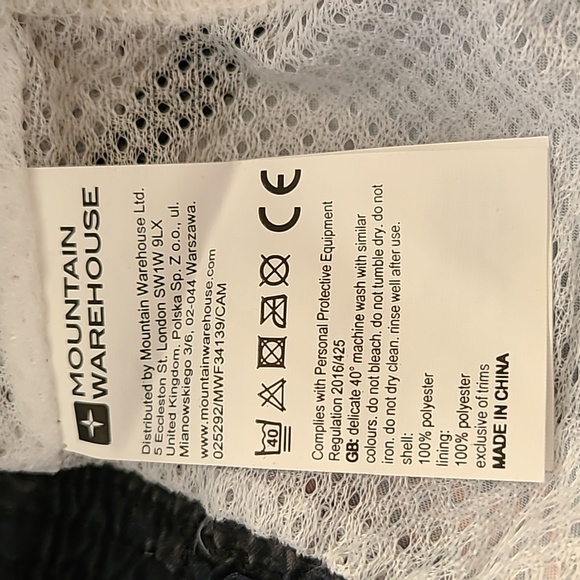 MOUNTAIN
WAREHOUSE
Distributed by Mountain Warehouse Ltd.
5 Eccleston St. London SW1W 9LX
United Kingdom. Polska Sp. Z o.o., ul.
Mianowskiego 3/6, 02-044 Warszawa.
www.mountainwarehouse.com
025292/MWF34139/CAM
40 CE
Complies with Personal Protective Equipment
Regulation 2016/425
GB: delicate 40° machine wash with similar
colours. do not bleach. do not tumble dry. do not
iron. do not dry clean. rinse well after use.
shell:
100% polyester
lining:
100% polyester
exclusive of trims
MADE IN CHINA